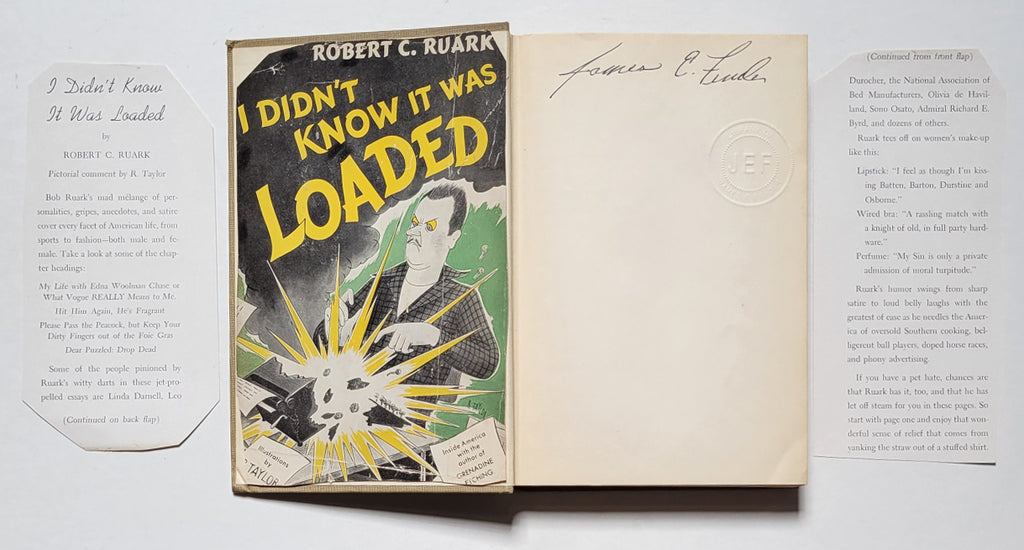 I Didn't Know
It Was Loaded
by
ROBERT C. RUARK
Pictorial comment by R. Taylor
Bob Ruark's mad mélange of per-
sonalities, gripes, anecdotes, and satire
cover every facet of American life, from
sports to fashion—both male and fe-
male. Take a look at some of the chap-
ter headings:
My Life with Edna Woolman Chase or
What Vogue REALLY Means to Me.
Hit Him Again, He's Fragrant
Please Pass the Peacock, but Keep Your
Dirty Fingers out of the Foie Gras
Dear Puzzled: Drop Dead
Some of the people pinioned by
Ruark's witty darts in these jet-pro-
pelled essays are Linda Darnell, Leo
(Continued on back flap)
ROBERT C. RUARK
I DIDN'T
KNOW IT WAS
LOADED
Illustrations
by
TAYLOR
Inside America
with the
author of
GRENADINE
ETCHING
James E. Fender
JEF
(Continued from front flap)
Durocher, the National Association of
Bed Manufacturers, Olivia de Havil-
land, Sono Osato, Admiral Richard E.
Byrd, and dozens of others.
Ruark tees off on women's make-up
like this:
Lipstick: "I feel as though I'm kiss-
ing Batten, Barton, Durstine and
Osborne."
Wired bra: "A rassling match with
a knight of old, in full party hard-
ware."
Perfume: "My Sin is only a private
admission of moral turpitude."
Ruark's humor swings from sharp
satire to loud belly laughs with the
greatest of ease as he needles the Amer-
ica of oversold Southern cooking, bel-
ligerent ball players, doped horse races,
and phony advertising.
If you have a pet hate, chances are
that Ruark has it, too, and that he has
let off steam for you in these pages. So
start with page one and enjoy that won-
derful sense of relief that comes from
yanking the straw out of a stuffed shirt.